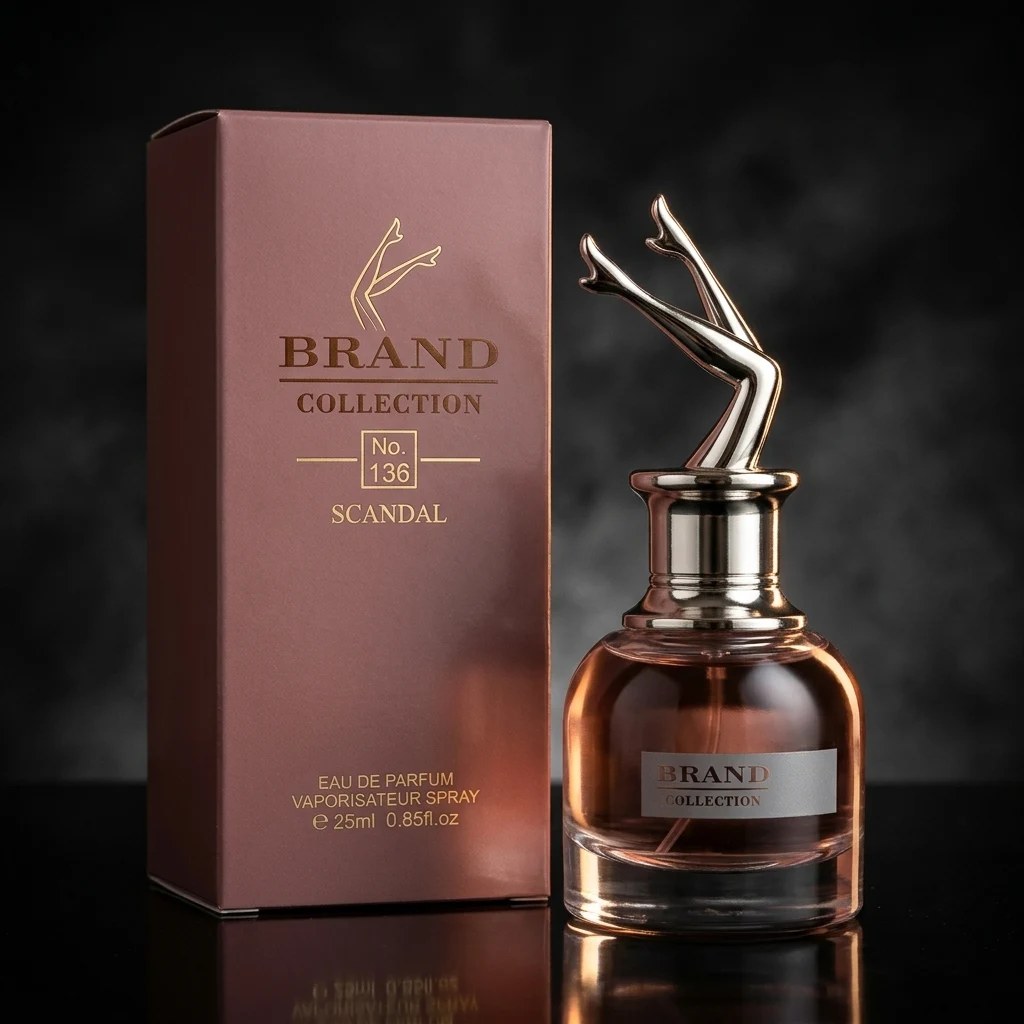 BRAND
COLLECTION
No.
136
SCANDAL
EAU DE PARFUM
VAPORISATEUR SPRAY
℮ 25ml 0.85fl.oz
BRAND
COLLECTION